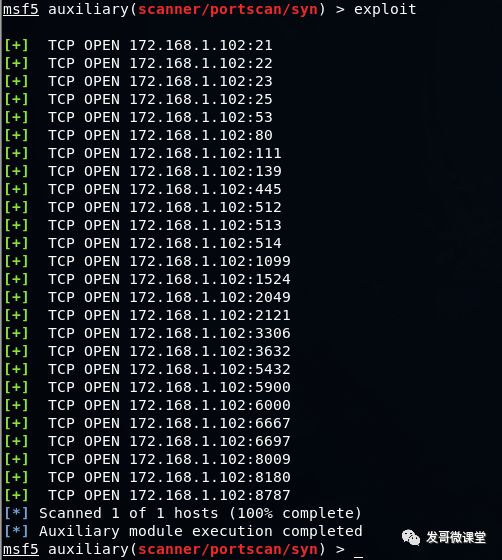 msf5 auxiliary(scanner/portscan/syn) > exploit
[+] TCP OPEN 172.168.1.102:21
[+] TCP OPEN 172.168.1.102:22
[+] TCP OPEN 172.168.1.102:23
[+] TCP OPEN 172.168.1.102:25
[+] TCP OPEN 172.168.1.102:53
[+] TCP OPEN 172.168.1.102:80
[+] TCP OPEN 172.168.1.102:111
[+] TCP OPEN 172.168.1.102:139
[+] TCP OPEN 172.168.1.102:445
[+] TCP OPEN 172.168.1.102:512
[+] TCP OPEN 172.168.1.102:513
[+] TCP OPEN 172.168.1.102:514
[+] TCP OPEN 172.168.1.102:1099
[+] TCP OPEN 172.168.1.102:1524
[+] TCP OPEN 172.168.1.102:2049
[+] TCP OPEN 172.168.1.102:2121
[+] TCP OPEN 172.168.1.102:3306
[+] TCP OPEN 172.168.1.102:3632
[+] TCP OPEN 172.168.1.102:5432
[+] TCP OPEN 172.168.1.102:5900
[+] TCP OPEN 172.168.1.102:6000
[+] TCP OPEN 172.168.1.102:6667
[+] TCP OPEN 172.168.1.102:6697
[+] TCP OPEN 172.168.1.102:8009
[+] TCP OPEN 172.168.1.102:8180
[+] TCP OPEN 172.168.1.102:8787
[*] Scanned 1 of 1 hosts (100% complete)
[*] Auxiliary module execution completed
msf5 auxiliary(scanner/portscan/syn) > _
发哥微课堂